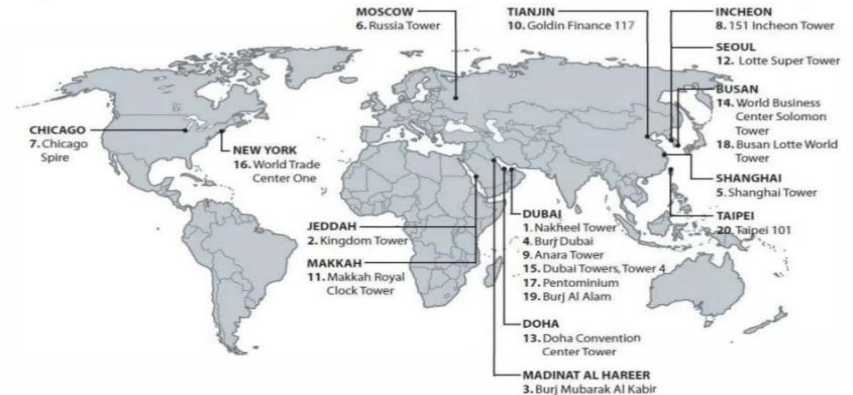 MOSCOW
6. Russia Tower
TIANJIN
10. Goldin Finance 117
INCHEON
8. 151 Incheon Tower
SEOUL
12. Lotte Super Tower
BUSAN
14. World Business
Center Solomon
Tower
18. Busan Lotte World
Tower
SHANGHAI
5. Shanghai Tower
TAIPEI
20. Taipei 101
CHICAGO
7. Chicago
Spire
NEW YORK
16. World Trade
Center One
JEDDAH
2. Kingdom Tower
MAKKAH
11. Makkah Royal
Clock Tower
DUBAI
1. Nakheel Tower
4. Burj Dubai
9. Anara Tower
15. Dubai Towers, Tower 4
17. Pentominium
19. Burj Al Alam
DOHA
13. Doha Convention
Center Tower
MADINAT AL HAREER
3. Burj Mubarak Al Kabir